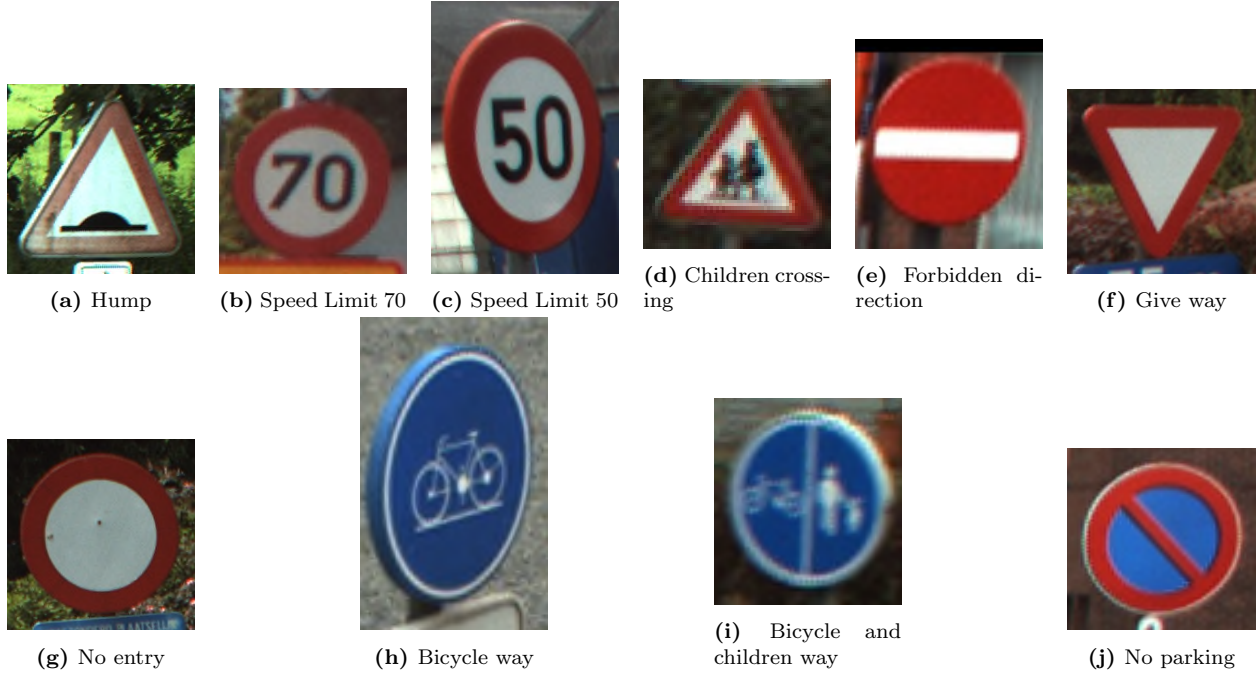 70
50
(a) Hump
(b) Speed Limit 70
(c) Speed Limit 50
(d) Children cross-
ing
(e) Forbidden di-
rection
(f) Give way
(g) No entry
(h) Bicycle way
(i) Bicycle and
children way
(j) No parking